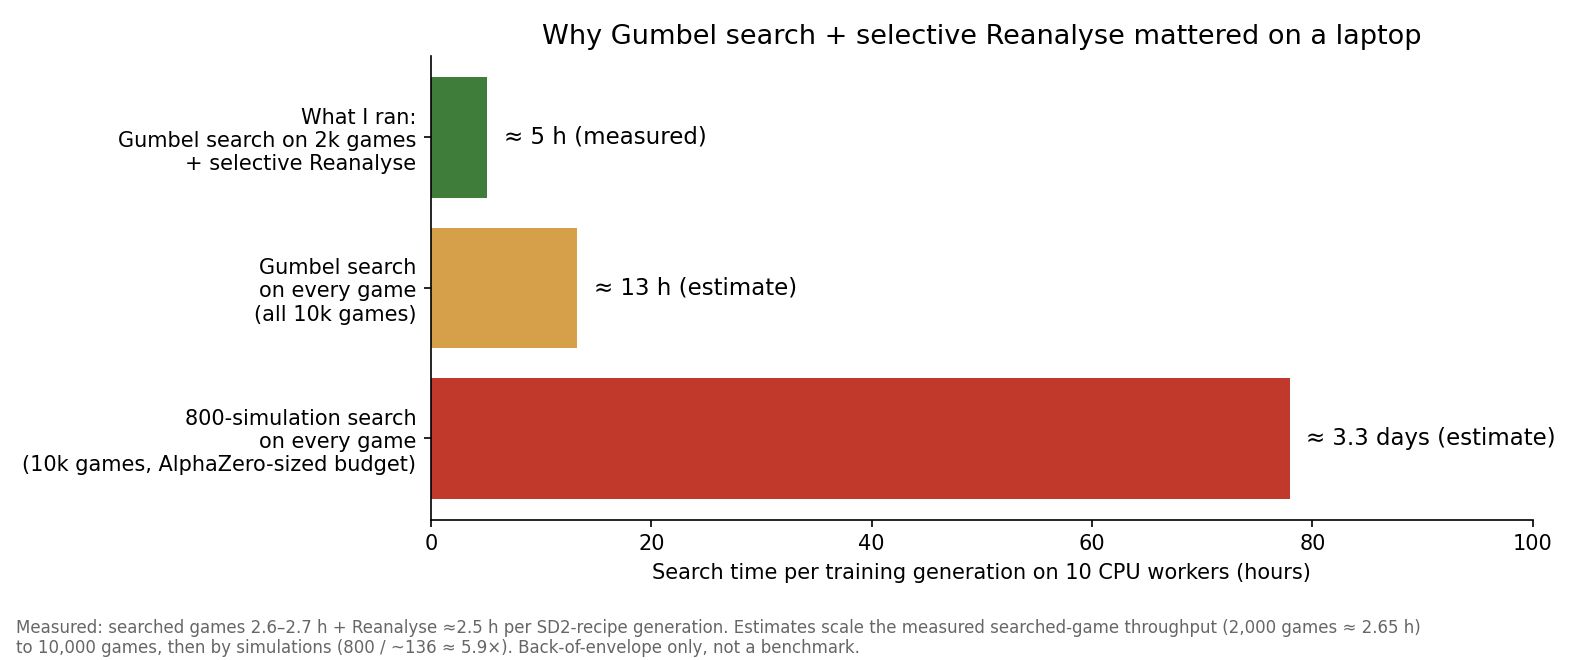 Why Gumbel search + selective Reanalyse mattered on a laptop
What I ran:
Gumbel search on 2k games
+ selective Reanalyse
≈ 5 h (measured)
Gumbel search
on every game
(all 10k games)
≈ 13 h (estimate)
800-simulation search
on every game
(10k games, AlphaZero-sized budget)
≈ 3.3 days (estimate)
0 20 40 60 80 100
Search time per training generation on 10 CPU workers (hours)
Measured: searched games 2.6–2.7 h + Reanalyse ≈2.5 h per SD2-recipe generation. Estimates scale the measured searched-game throughput (2,000 games ≈ 2.65 h)
to 10,000 games, then by simulations (800 / ~136 ≈ 5.9×). Back-of-envelope only, not a benchmark.